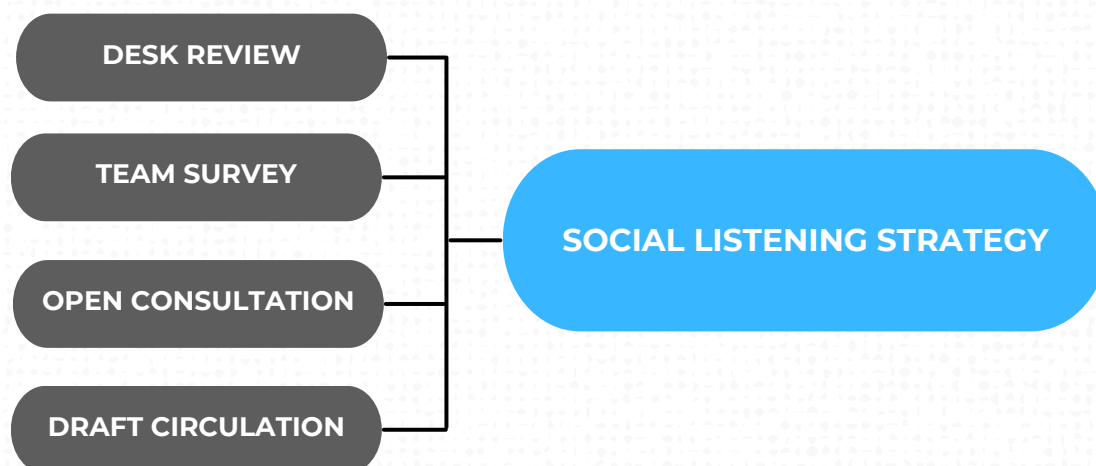 DESK REVIEW
TEAM SURVEY
OPEN CONSULTATION
DRAFT CIRCULATION
SOCIAL LISTENING STRATEGY